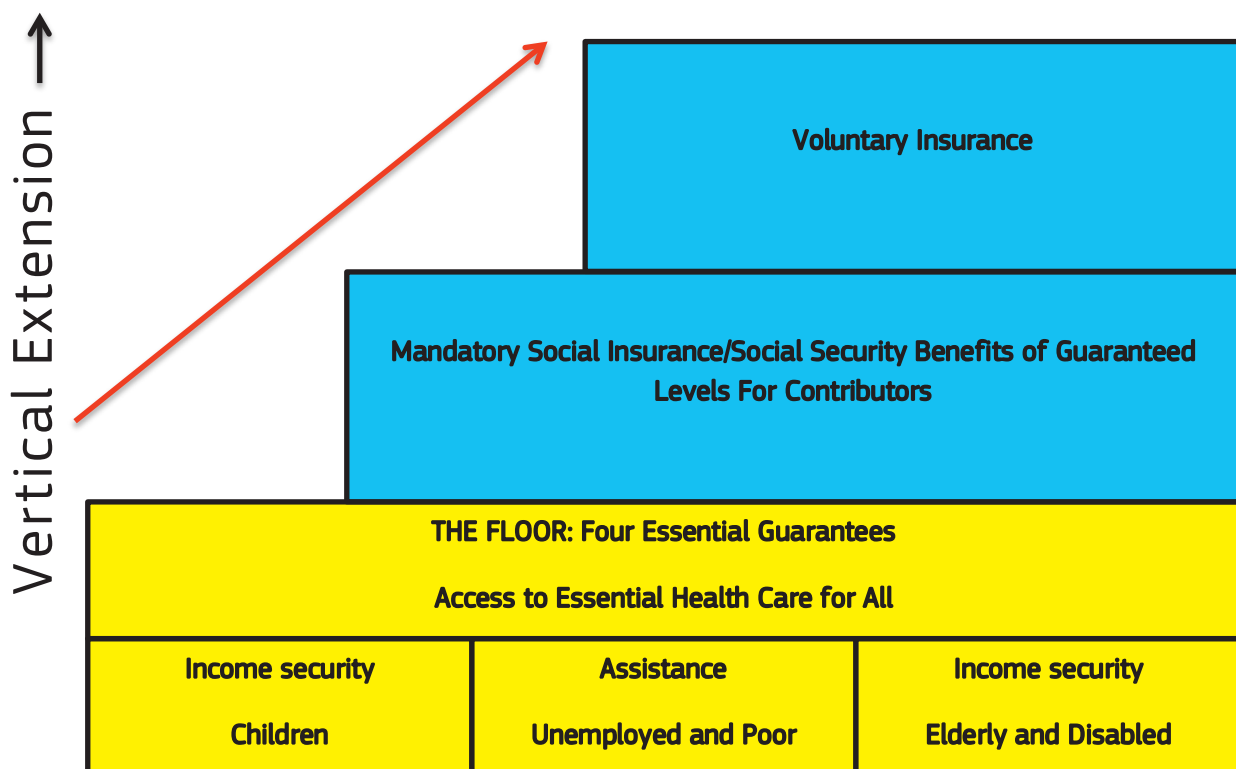 Vertical Extension
Voluntary Insurance
Mandatory Social Insurance/Social Security Benefits of Guaranteed
Levels For Contributors
THE FLOOR: Four Essential Guarantees
Access to Essential Health Care for All
Income security
Children
Assistance
Unemployed and Poor
Income security
Elderly and Disabled